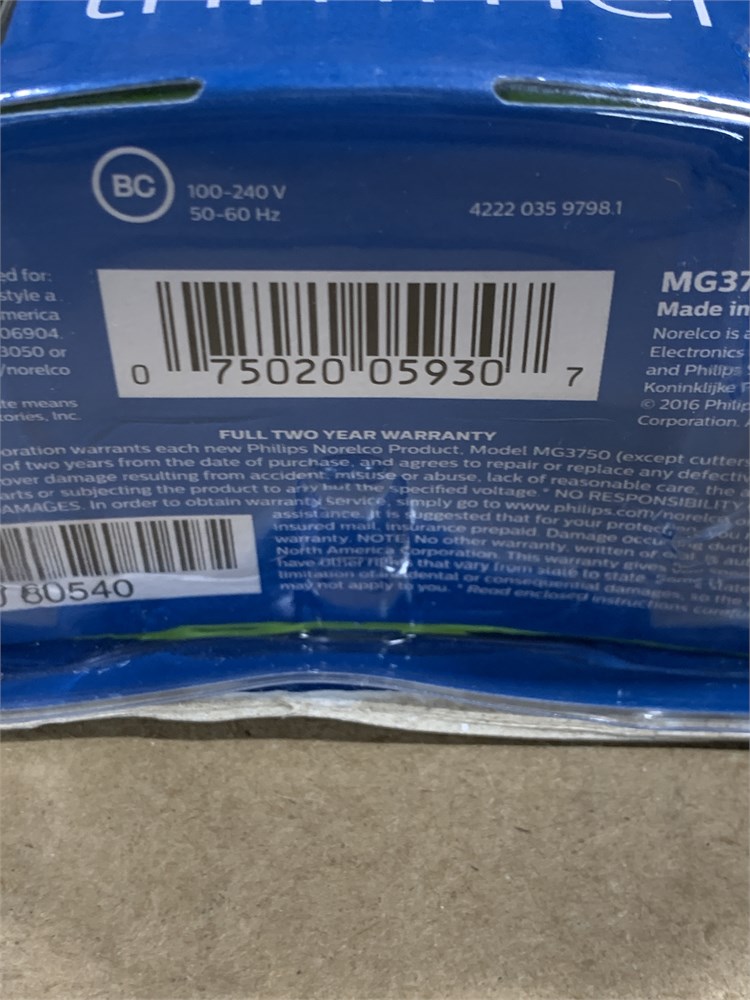 BC
100-240 V
50-60 Hz
4222 035 9798.1
ed for:
style a
merica
06904.
3050 or
/norelco
te means
tories, Inc.
0 75020 05930 7
MG37
Made in
Norelco is a
Electronics
and Philips
Koninklijke P
© 2016 Philip
Corporation. A
FULL TWO YEAR WARRANTY
oration warrants each new Philips Norelco Product, Model MG3750 (except cutter
of two years from the date of purchase, and agrees to repair or replace any defecti
over damage resulting from accident, misuse or abuse, lack of reasonable care, the a
arts or subjecting the product to any but the specified voltage.* NO RESPONSIBILITY
AMAGES. In order to obtain warranty service, simply go to www.philips.com/norelco
assistance. It is suggested that for your protec
insured mail, insurance prepaid. Damage occu
warranty. NOTE: No other warranty, written or
North America Corporation. This warranty gives
have other rights that vary from state to state.
limitation of incidental or consequential damages, so the
may not apply to you. * Read enclosed instructions
80540